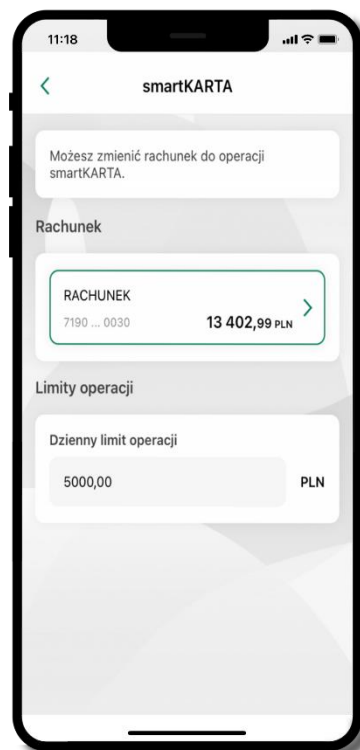 11:18
smartKARTA
Możesz zmienić rachunek do operacji
smartKARTA.
Rachunek
RACHUNEK
7190 ... 0030 13 402,99 PLN
Limity operacji
Dzienny limit operacji
5000,00 PLN